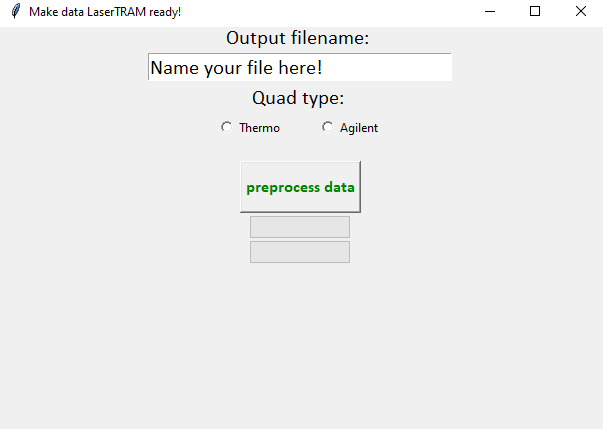 Make data LaserTRAM ready!
Output filename:
Name your file here!
Quad type:
Thermo Agilent
preprocess data